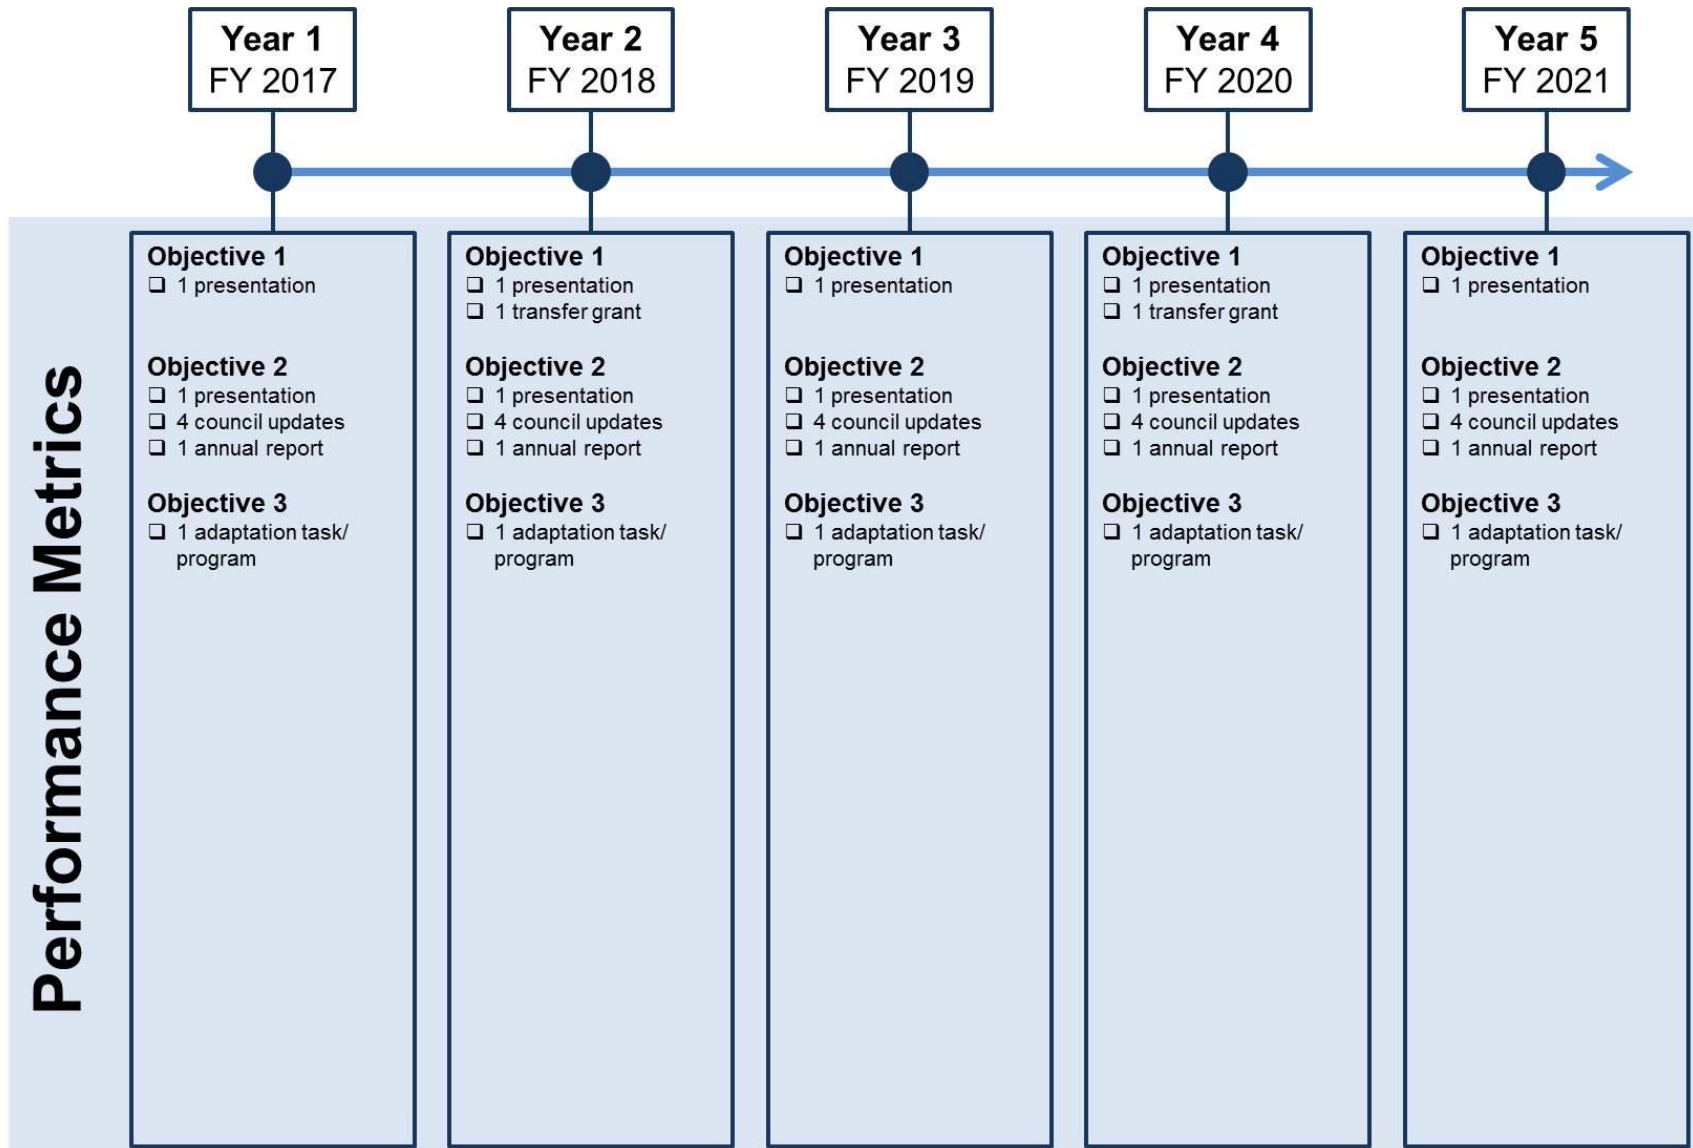 Year 1
FY 2017
Year 2
FY 2018
Year 3
FY 2019
Year 4
FY 2020
Year 5
FY 2021
Performance Metrics
Objective 1
❑ 1 presentation
Objective 2
❑ 1 presentation
❑ 4 council updates
❑ 1 annual report
Objective 3
❑ 1 adaptation task/
program
Objective 1
❑ 1 presentation
❑ 1 transfer grant
Objective 2
❑ 1 presentation
❑ 4 council updates
❑ 1 annual report
Objective 3
❑ 1 adaptation task/
program
Objective 1
❑ 1 presentation
Objective 2
❑ 1 presentation
❑ 4 council updates
❑ 1 annual report
Objective 3
❑ 1 adaptation task/
program
Objective 1
❑ 1 presentation
❑ 1 transfer grant
Objective 2
❑ 1 presentation
❑ 4 council updates
❑ 1 annual report
Objective 3
❑ 1 adaptation task/
program
Objective 1
❑ 1 presentation
Objective 2
❑ 1 presentation
❑ 4 council updates
❑ 1 annual report
Objective 3
❑ 1 adaptation task/
program